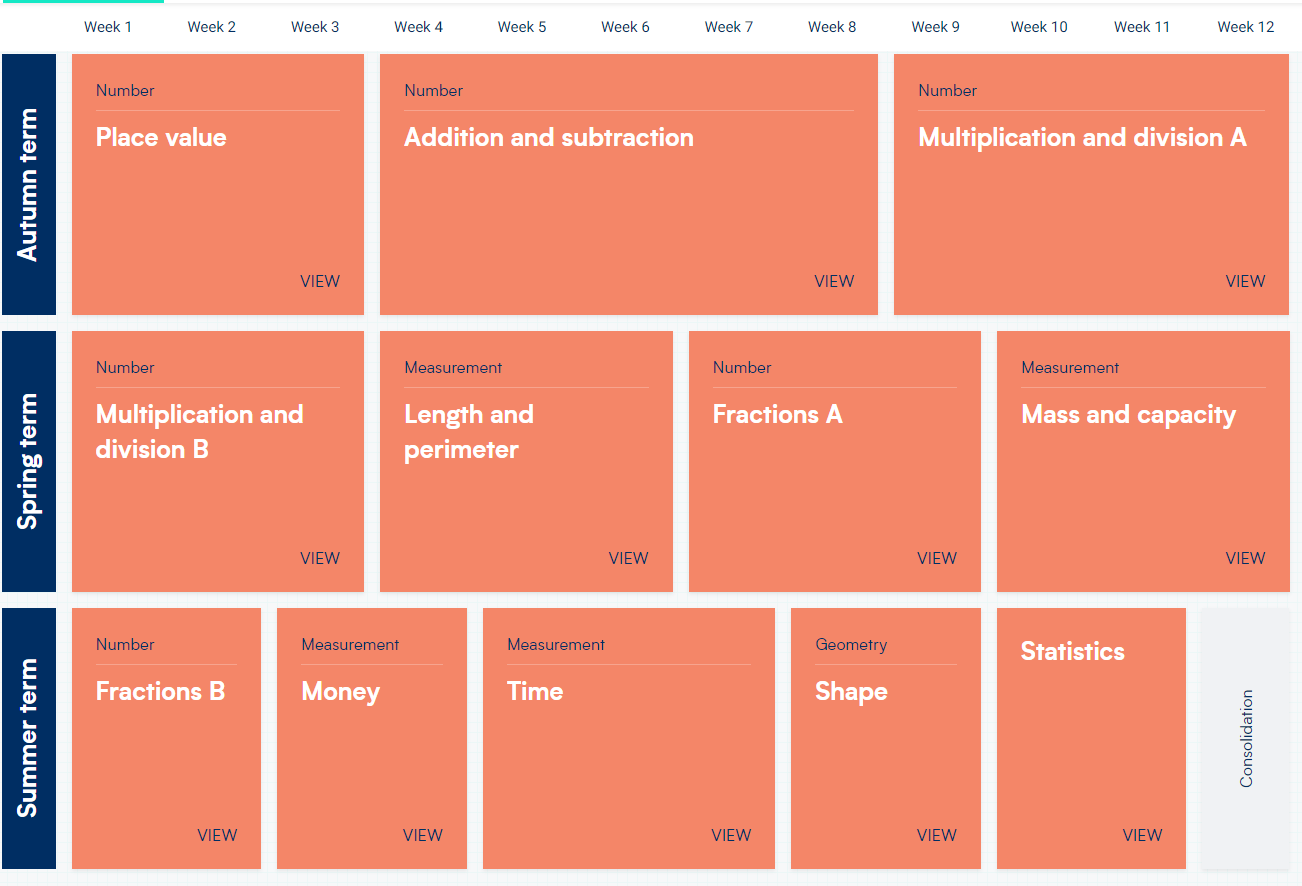 Week 1 Week 2 Week 3 Week 4 Week 5 Week 6 Week 7 Week 8 Week 9 Week 10 Week 11 Week 12
Autumn term
Number
Place value
VIEW
Number
Addition and subtraction
VIEW
Number
Multiplication and division A
VIEW
Spring term
Number
Multiplication and
division B
VIEW
Measurement
Length and
perimeter
VIEW
Number
Fractions A
VIEW
Measurement
Mass and capacity
VIEW
Summer term
Number
Fractions B
VIEW
Measurement
Money
VIEW
Measurement
Time
VIEW
Geometry
Shape
VIEW
Statistics
VIEW
Consolidation